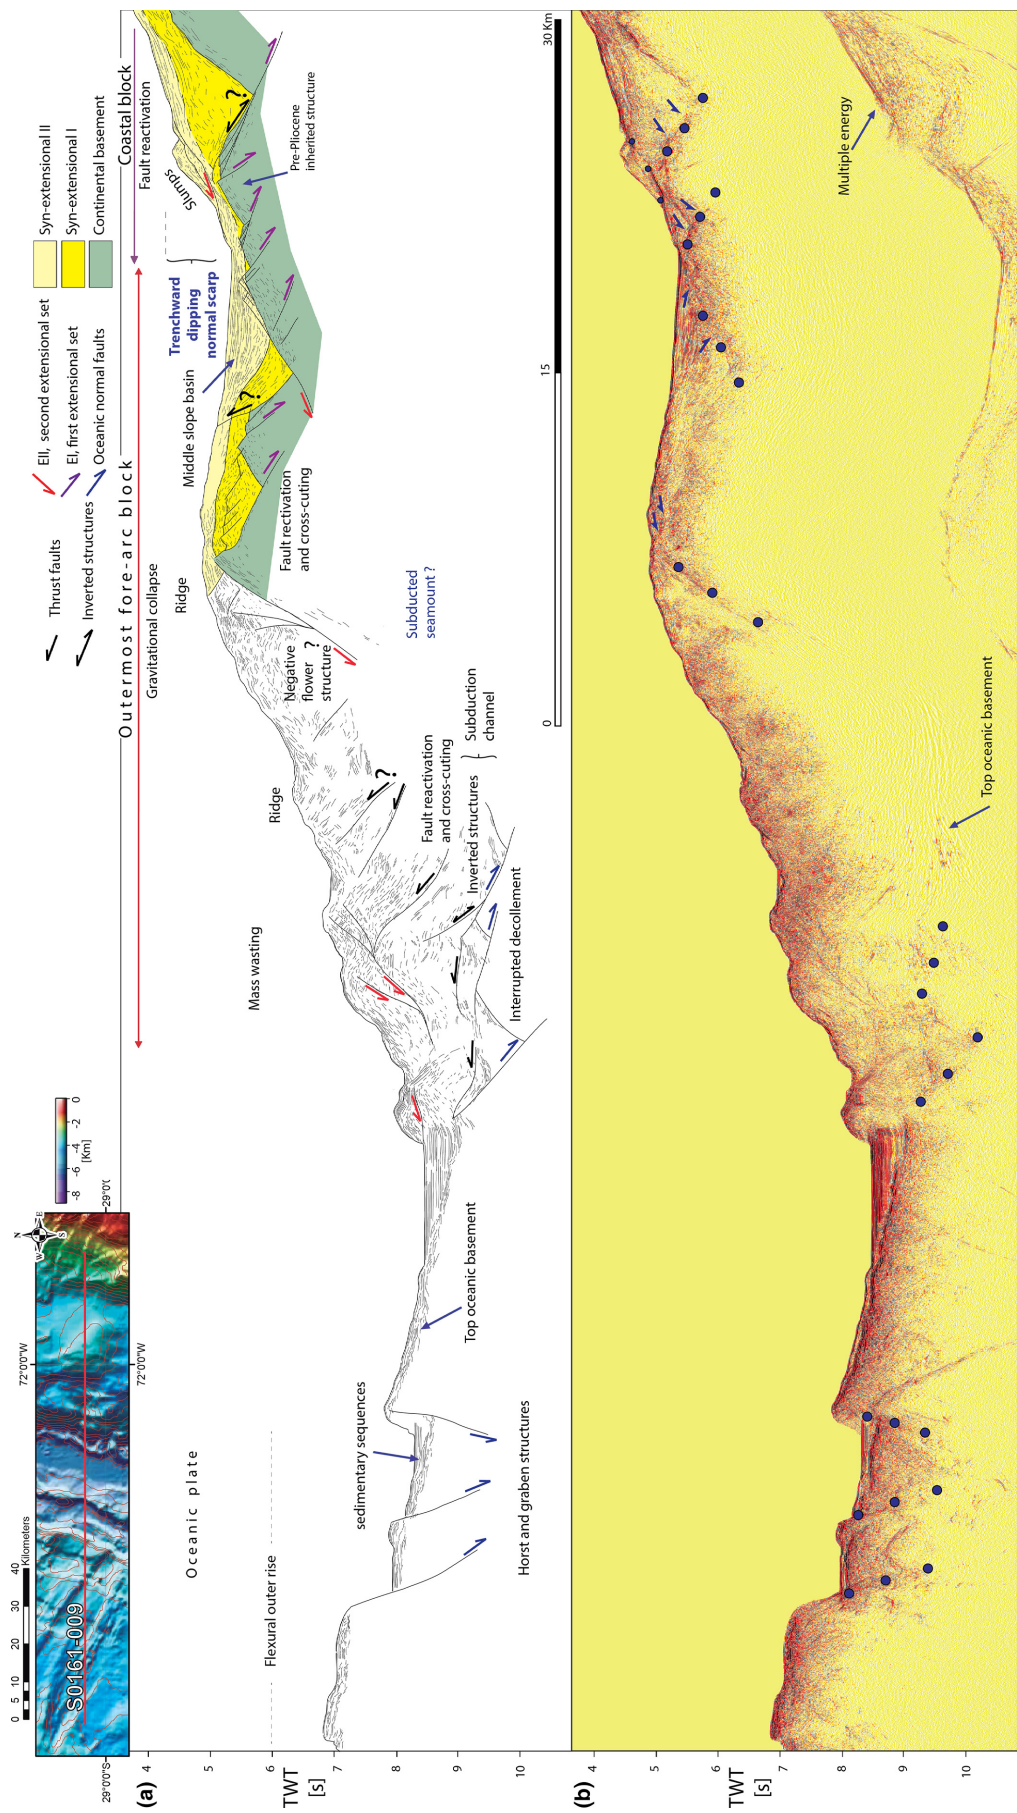 0 5 10 20 30 40
Kilometers
S0161-009
N
W
E
S
72°0'0"W
72°0'0"W
29°0'0"S
29°0'(
-8 -6 -4 -2 0
[Km]
Thrust faults
Inverted structures
EII, second extensional set
EI, first extensional set
Oceanic normal faults
Syn-extensional II
Syn-extensional I
Continental basement
Outermost fore-arc block
Coastal block
Gravitational collapse
Fault reactivation
(a)
4
5
6
7
8
9
10
TWT
[s]
Oceanic plate
Flexural outer rise
sedimentary sequences
Top oceanic basement
Horst and graben structures
Mass wasting
Ridge
Ridge
Middle slope basin
Trenchward
dipping
normal scarp
Slumps
?
?
?
?
Pre-Pliocene
inherited structure
Negative
flower
structure
Fault rectivation
and cross-cuting
Subducted
seamount ?
Fault reactivation
and cross-cuting
Subduction
channel
Inverted structures
Interrupted decollement
0
15
30 Km
(b)
4
5
6
7
8
9
10
TWT
[s]
Top oceanic basement
Multiple energy